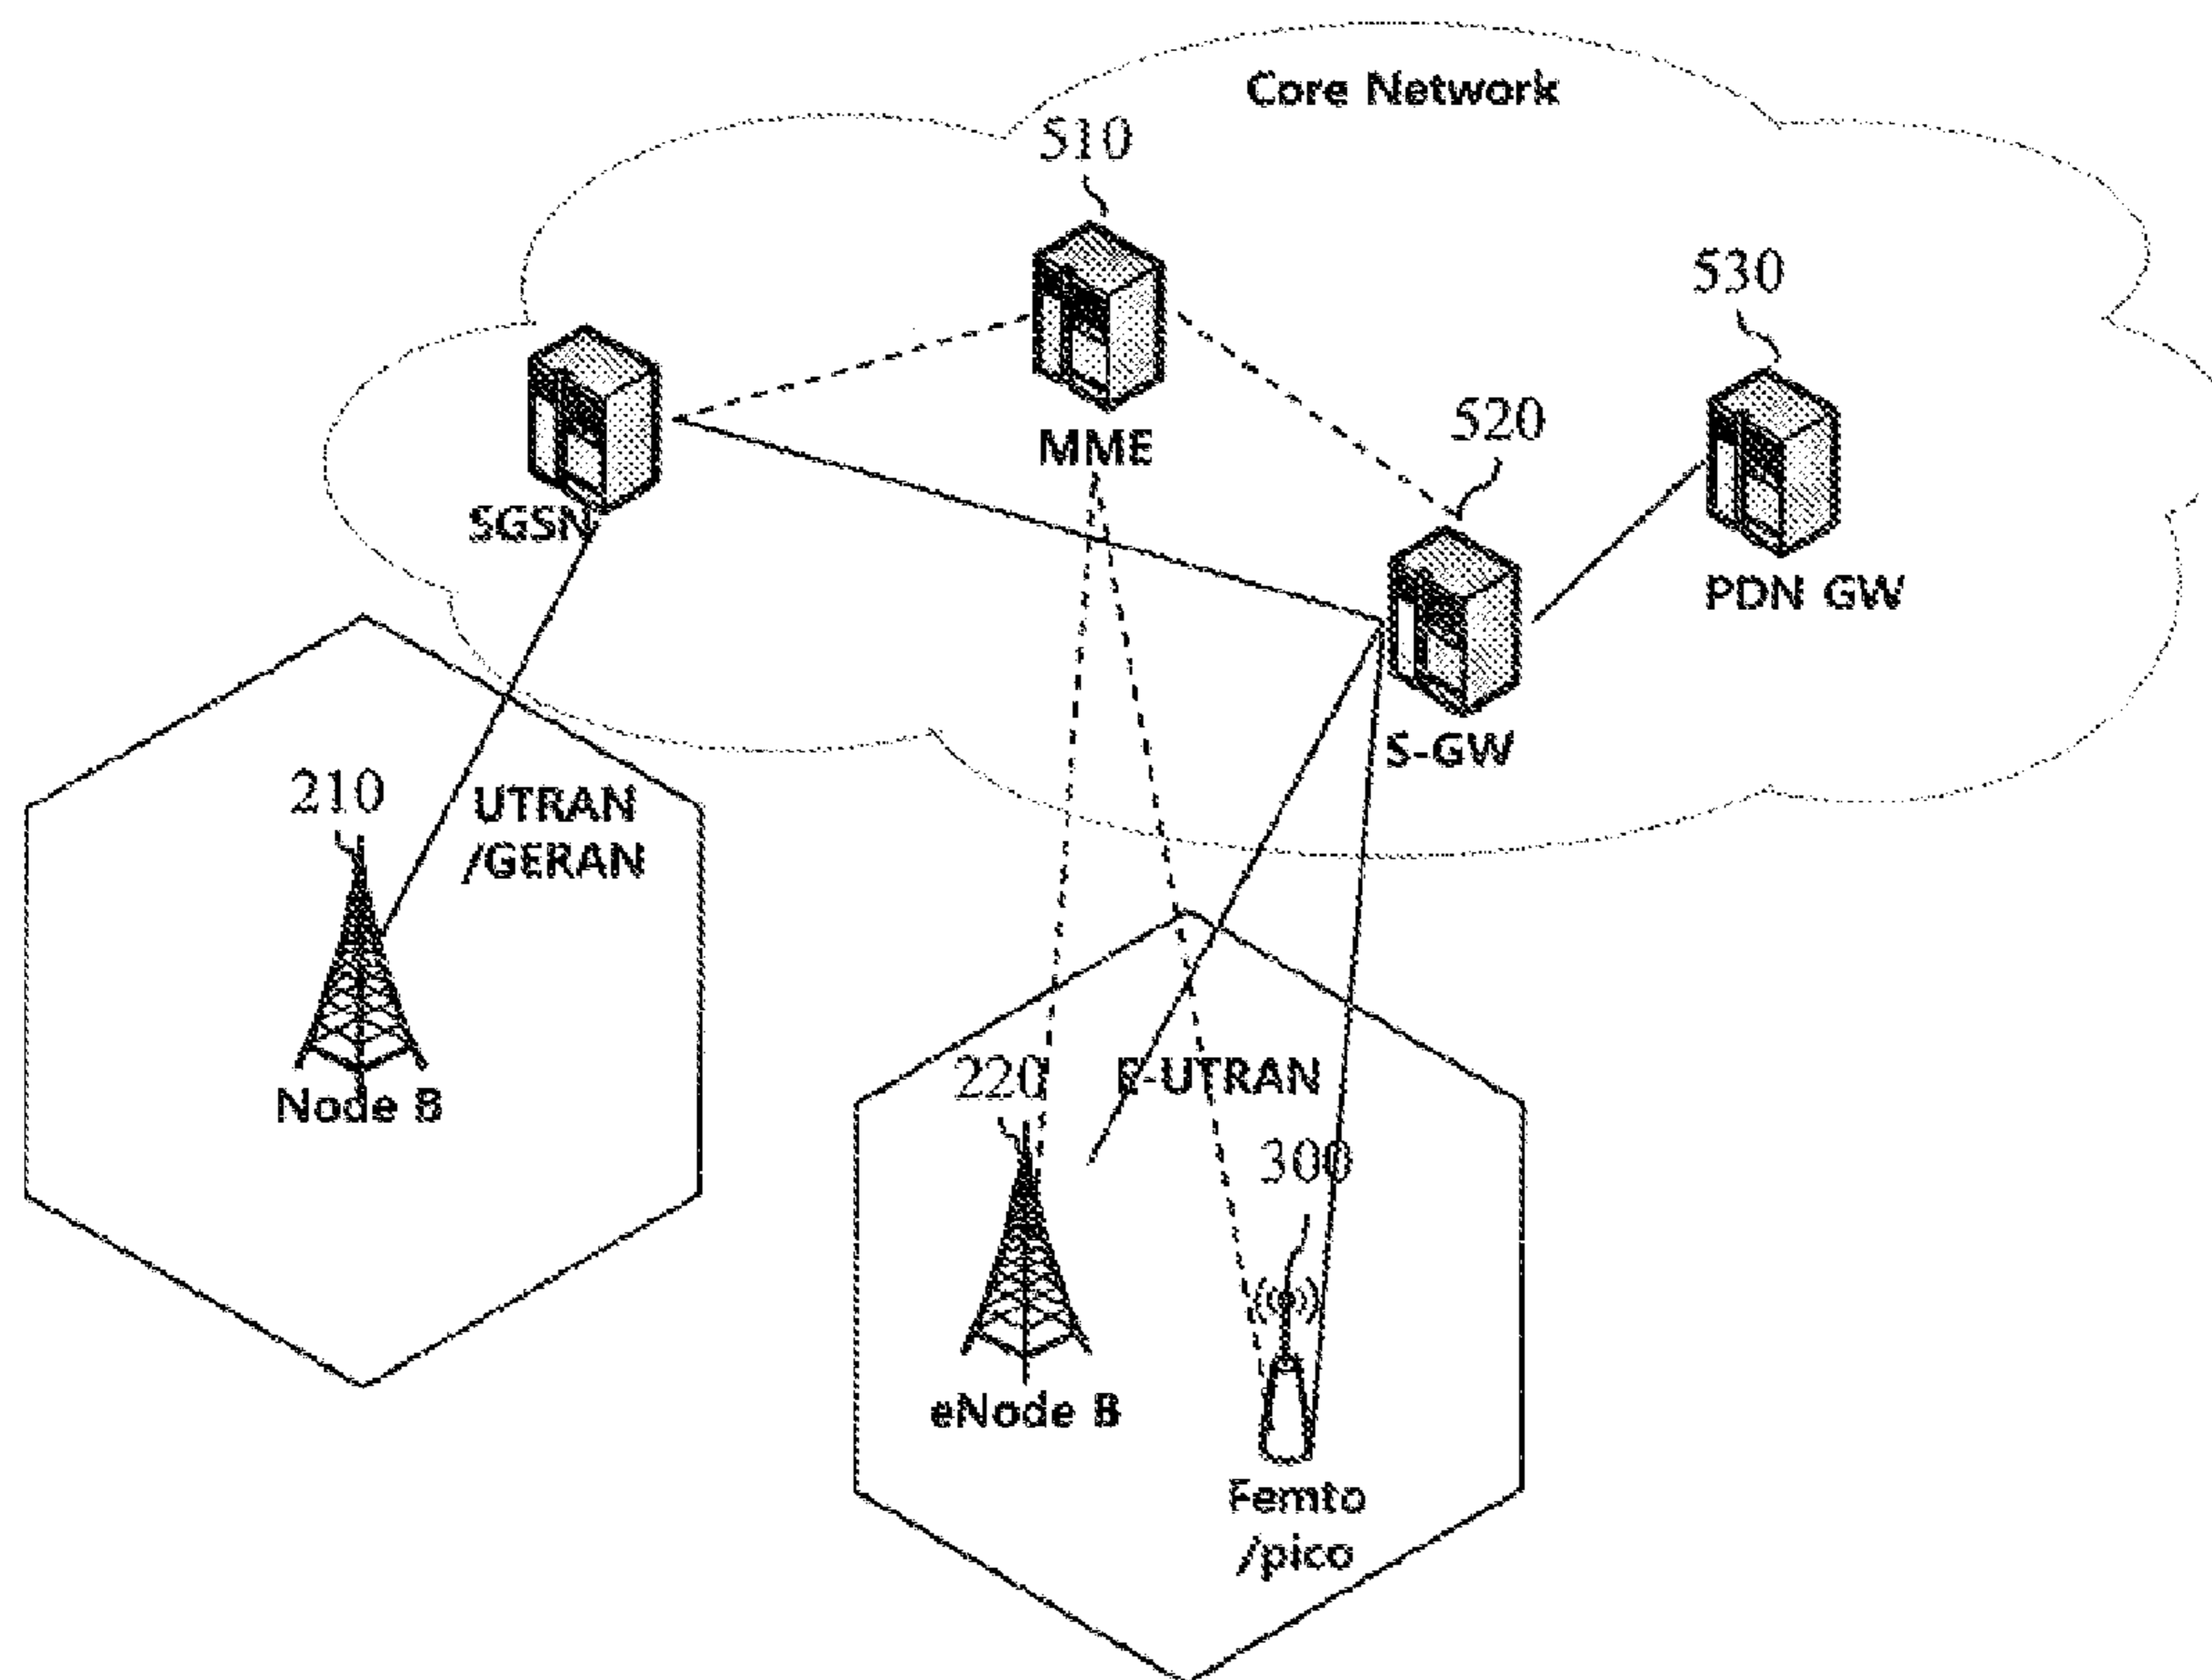 Core Network
510
530
MME
520
SGSN
PDN GW
S-GW
210
UTRAN
/GERAN
Node B
220
E-UTRAN
300
eNode B
Femto
/pico